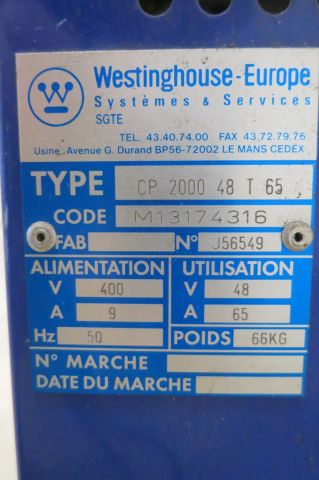 Westinghouse-Europe
Systèmes & Services
SGTE
TEL. 43.40.74.00 FAX 43.72.79.76
Usine: Avenue G. Durand BP56-72002 LE MANS CEDEX
TYPE CP 2000 48 T 65
CODE M13174316
FAB N° J56549
ALIMENTATION UTILISATION
V 400 V 48
A 9 A 65
Hz 50 POIDS 66KG
N° MARCHE
DATE DU MARCHE